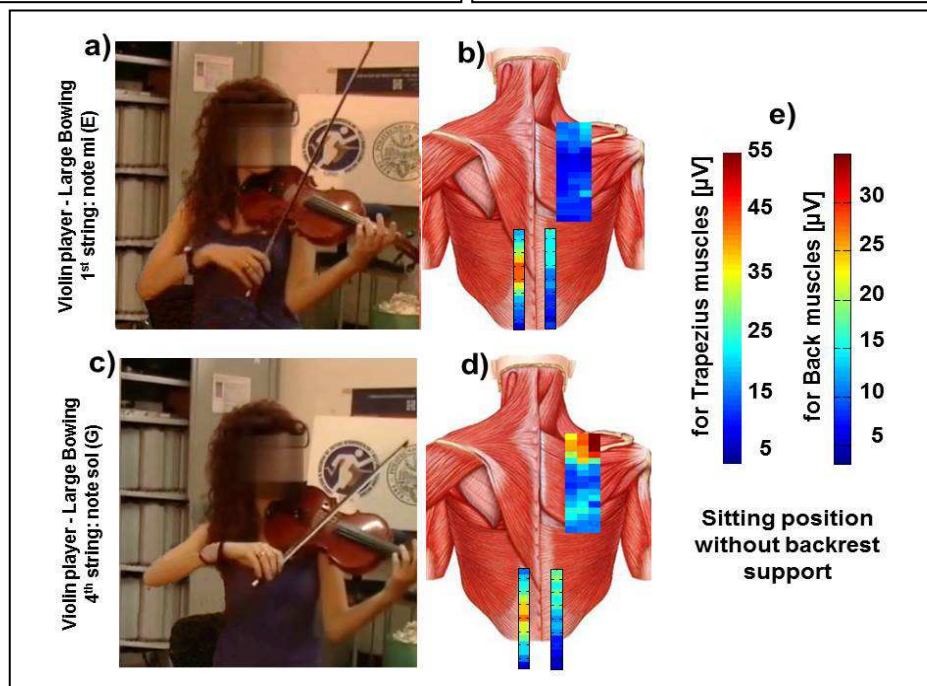 a)
Violin player - Large Bowing
1st string: note mi (E)
b)
c)
Violin player - Large Bowing
4th string: note sol (G)
d)
e)
for Trapezius muscles [µV]
55
45
35
25
15
5
for Back muscles [µV]
30
25
20
15
10
5
Sitting position
without backrest
support